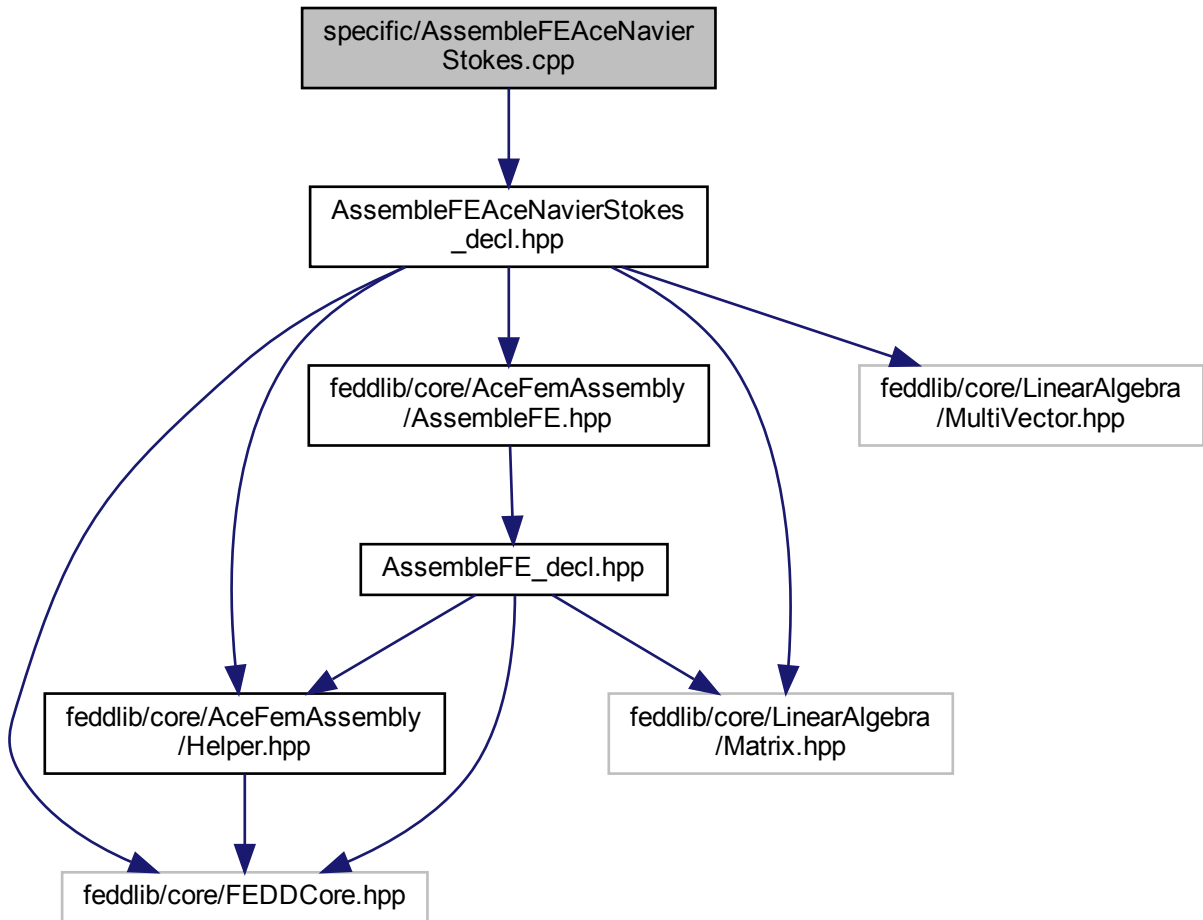 specific/AssembleFEAceNavier
Stokes.cpp
AssembleFEAceNavierStokes
_decl.hpp
feddlib/core/AceFemAssembly
/AssembleFE.hpp
feddlib/core/LinearAlgebra
/MultiVector.hpp
AssembleFE_decl.hpp
feddlib/core/AceFemAssembly
/Helper.hpp
feddlib/core/LinearAlgebra
/Matrix.hpp
feddlib/core/FEDDCore.hpp